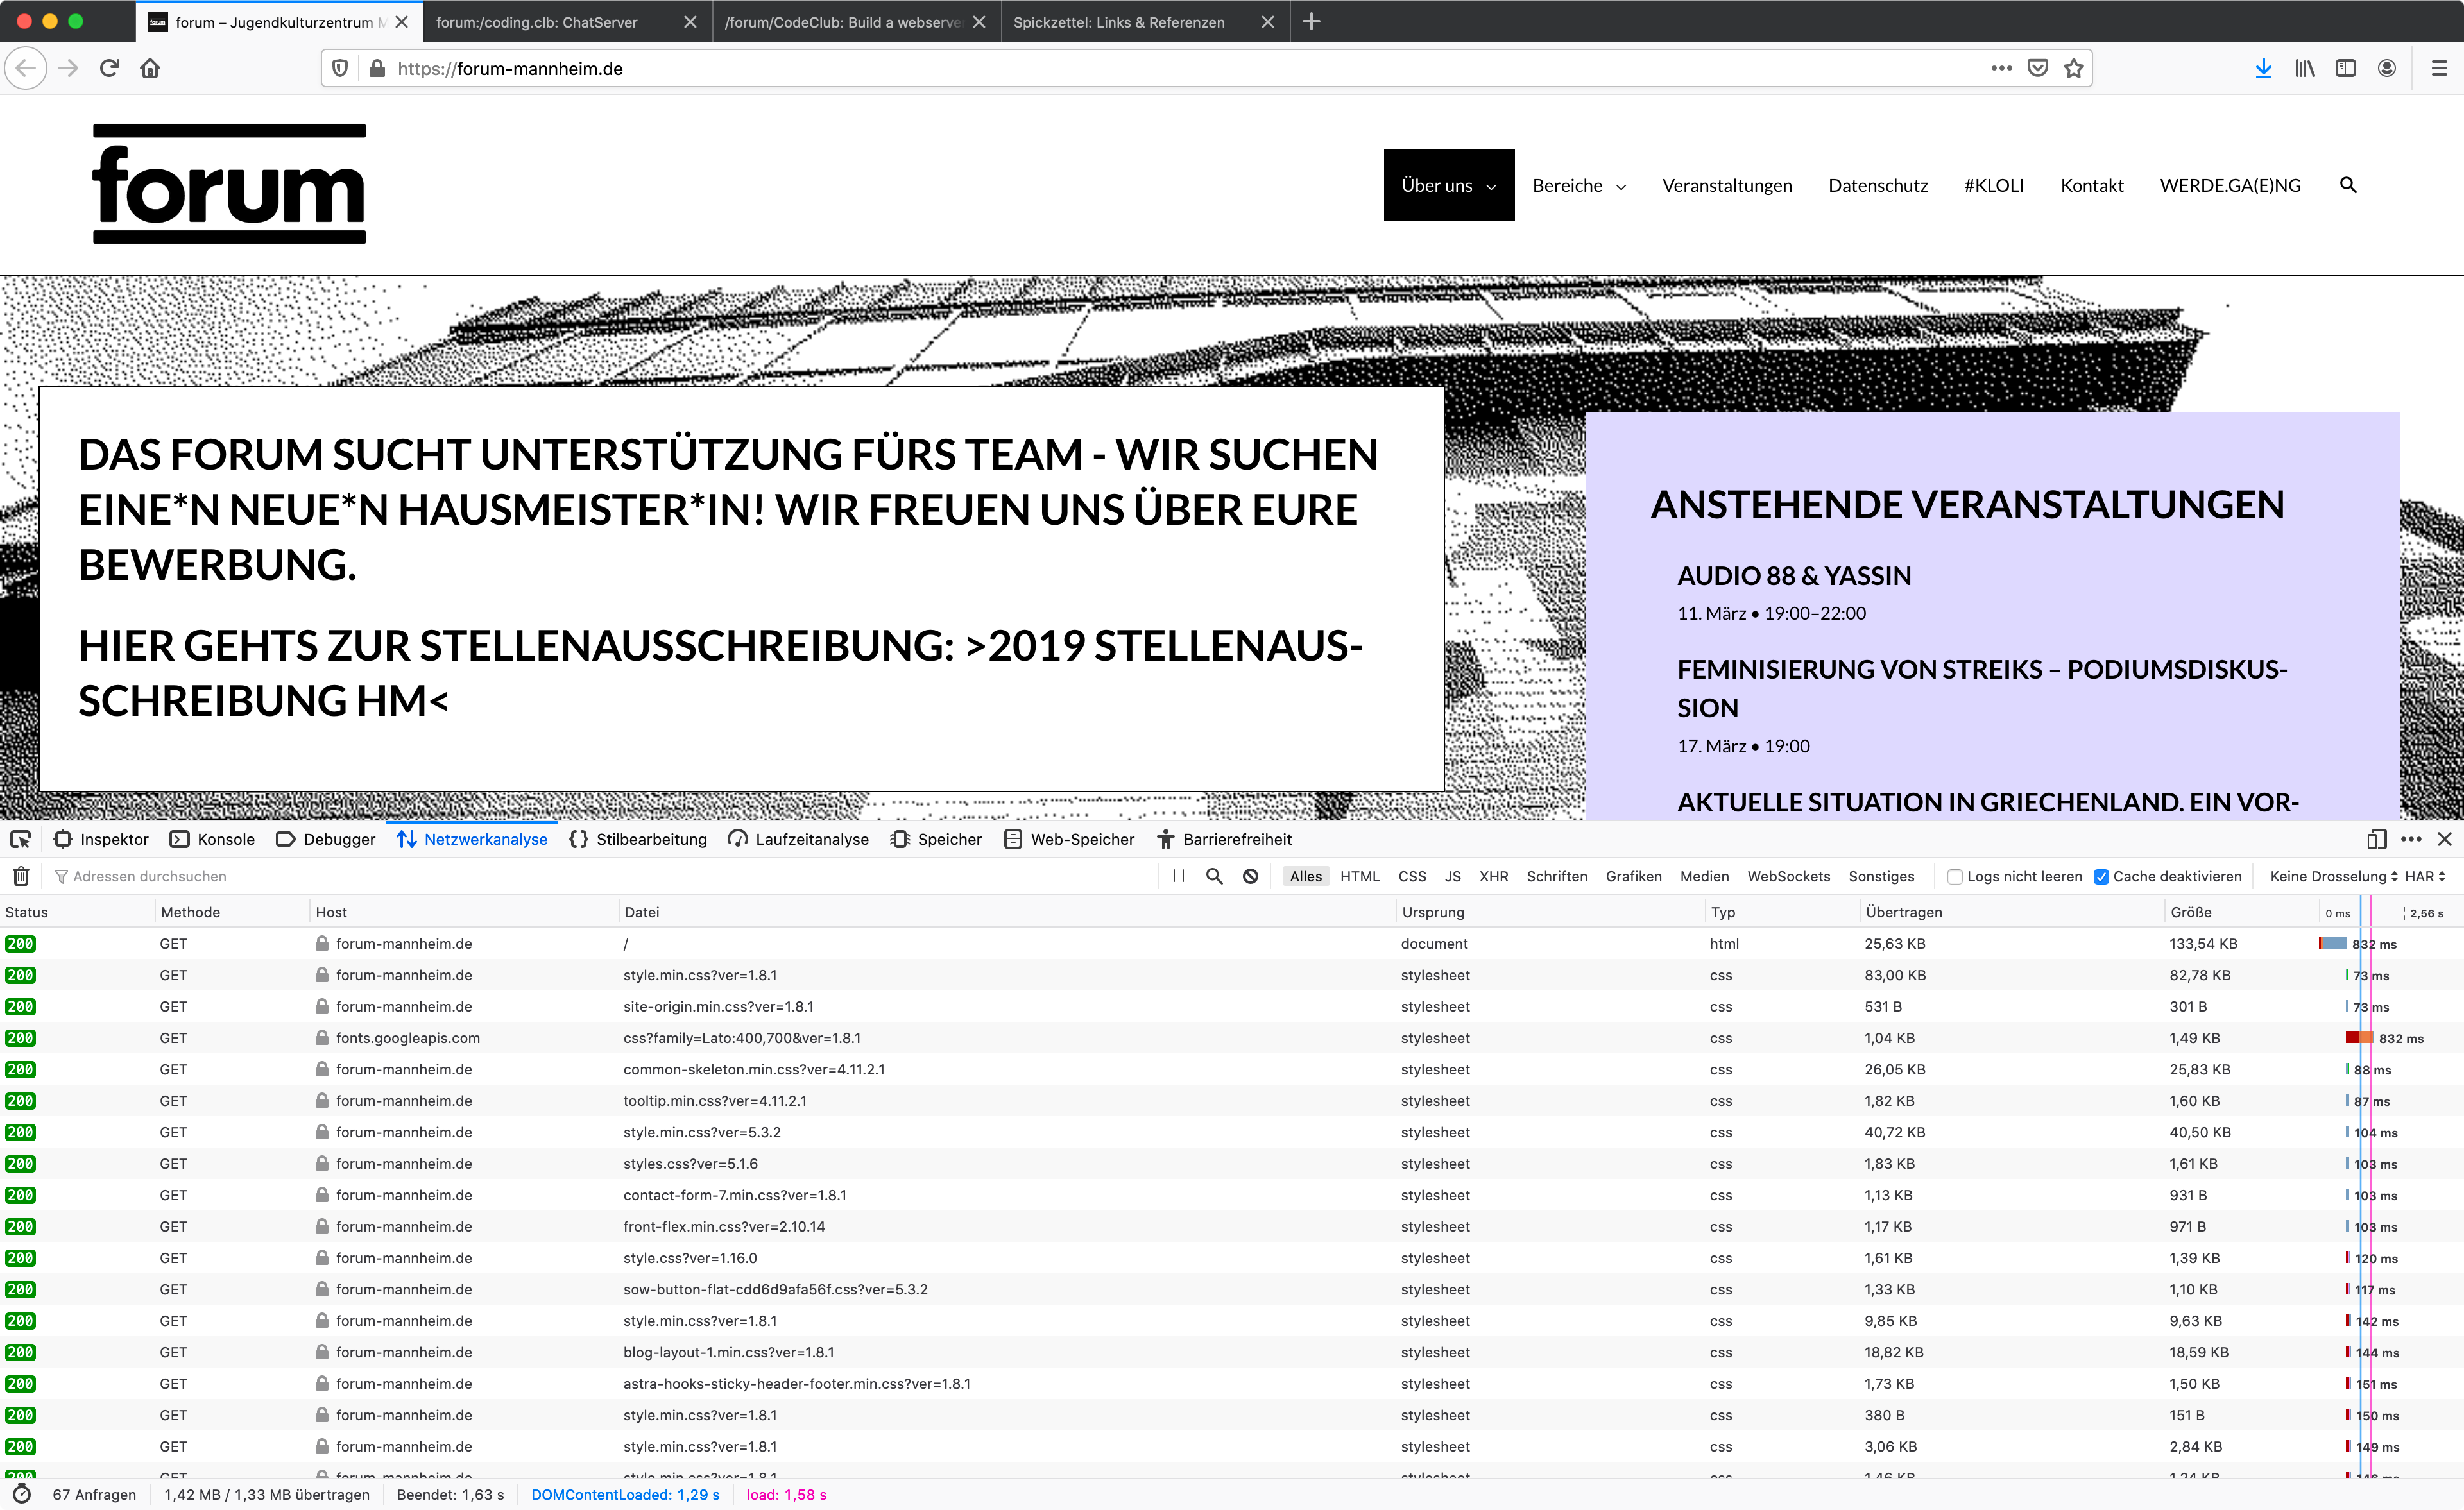 forum – Jugendkulturzentrum M
forum:/coding.clb: ChatServer
/forum/CodeClub: Build a webserve
Spickzettel: Links & Referenzen
https://forum-mannheim.de
forum
Über uns Bereiche Veranstaltungen Datenschutz #KLOLI Kontakt WERDE.GA(E)NG
DAS FORUM SUCHT UNTERSTÜTZUNG FÜRS TEAM - WIR SUCHEN
EINE*N NEUE*N HAUSMEISTER*IN! WIR FREUEN UNS ÜBER EURE
BEWERBUNG.
HIER GEHTS ZUR STELLENAUSSCHREIBUNG: >2019 STELLENAUS-
SCHREIBUNG HM<
ANSTEHENDE VERANSTALTUNGEN
AUDIO 88 & YASSIN
11. März • 19:00–22:00
FEMINISIERUNG VON STREIKS – PODIUMSDISKUS-
SION
17. März • 19:00
AKTUELLE SITUATION IN GRIECHENLAND. EIN VOR-
Inspektor Konsole Debugger Netzwerkanalyse Stilbearbeitung Laufzeitanalyse Speicher Web-Speicher Barrierefreiheit
Adressen durchsuchen Alles HTML CSS JS XHR Schriften Grafiken Medien WebSockets Sonstiges Logs nicht leeren Cache deaktivieren Keine Drosselung HAR
Status Methode Host Datei Ursprung Typ Übertragen Größe 0 ms 2,56 s
200 GET forum-mannheim.de / document html 25,63 KB 133,54 KB 832 ms
200 GET forum-mannheim.de style.min.css?ver=1.8.1 stylesheet css 83,00 KB 82,78 KB 73 ms
200 GET forum-mannheim.de site-origin.min.css?ver=1.8.1 stylesheet css 531 B 301 B 73 ms
200 GET fonts.googleapis.com css?family=Lato:400,700&ver=1.8.1 stylesheet css 1,04 KB 1,49 KB 832 ms
200 GET forum-mannheim.de common-skeleton.min.css?ver=4.11.2.1 stylesheet css 26,05 KB 25,83 KB 88 ms
200 GET forum-mannheim.de tooltip.min.css?ver=4.11.2.1 stylesheet css 1,82 KB 1,60 KB 87 ms
200 GET forum-mannheim.de style.min.css?ver=5.3.2 stylesheet css 40,72 KB 40,50 KB 104 ms
200 GET forum-mannheim.de styles.css?ver=5.1.6 stylesheet css 1,83 KB 1,61 KB 103 ms
200 GET forum-mannheim.de contact-form-7.min.css?ver=1.8.1 stylesheet css 1,13 KB 931 B 103 ms
200 GET forum-mannheim.de front-flex.min.css?ver=2.10.14 stylesheet css 1,17 KB 971 B 103 ms
200 GET forum-mannheim.de style.css?ver=1.16.0 stylesheet css 1,61 KB 1,39 KB 120 ms
200 GET forum-mannheim.de sow-button-flat-cdd6d9afa56f.css?ver=5.3.2 stylesheet css 1,33 KB 1,10 KB 117 ms
200 GET forum-mannheim.de style.min.css?ver=1.8.1 stylesheet css 9,85 KB 9,63 KB 142 ms
200 GET forum-mannheim.de blog-layout-1.min.css?ver=1.8.1 stylesheet css 18,82 KB 18,59 KB 144 ms
200 GET forum-mannheim.de astra-hooks-sticky-header-footer.min.css?ver=1.8.1 stylesheet css 1,73 KB 1,50 KB 151 ms
200 GET forum-mannheim.de style.min.css?ver=1.8.1 stylesheet css 380 B 151 B 150 ms
200 GET forum-mannheim.de style.min.css?ver=1.8.1 stylesheet css 3,06 KB 2,84 KB 149 ms
200 GET forum-mannheim.de style.min.css?ver=1.8.1 stylesheet css 1,46 KB 1,24 KB
67 Anfragen 1,42 MB / 1,33 MB übertragen Beendet: 1,63 s DOMContentLoaded: 1,29 s load: 1,58 s